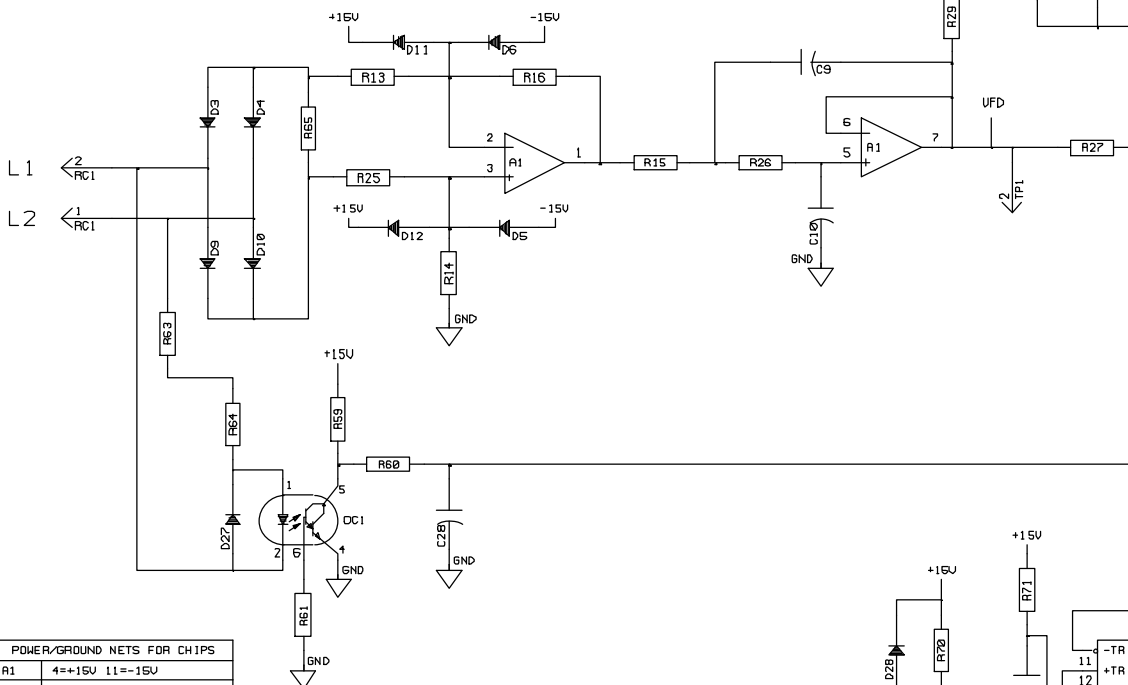 +15V
-15V
D11
D6
R29
R13
R16
C9
D3
D4
R65
2
1
A1
3
+
6
7
A1
5
+
VFD
R27
L1
2
RC1
R25
R15
R26
2
TP1
+15V
-15V
L2
1
RC1
D12
D5
C10
GND
D9
D10
R14
GND
R63
+15V
R59
R64
R60
1
5
OC1
D27
2
6
4
GND
C28
GND
+15V
+15V
R71
R61
D28
R70
-TR
11
+TR
12
GND
POWER/GROUND NETS FOR CHIPS
A1 4=+15V 11=-15V